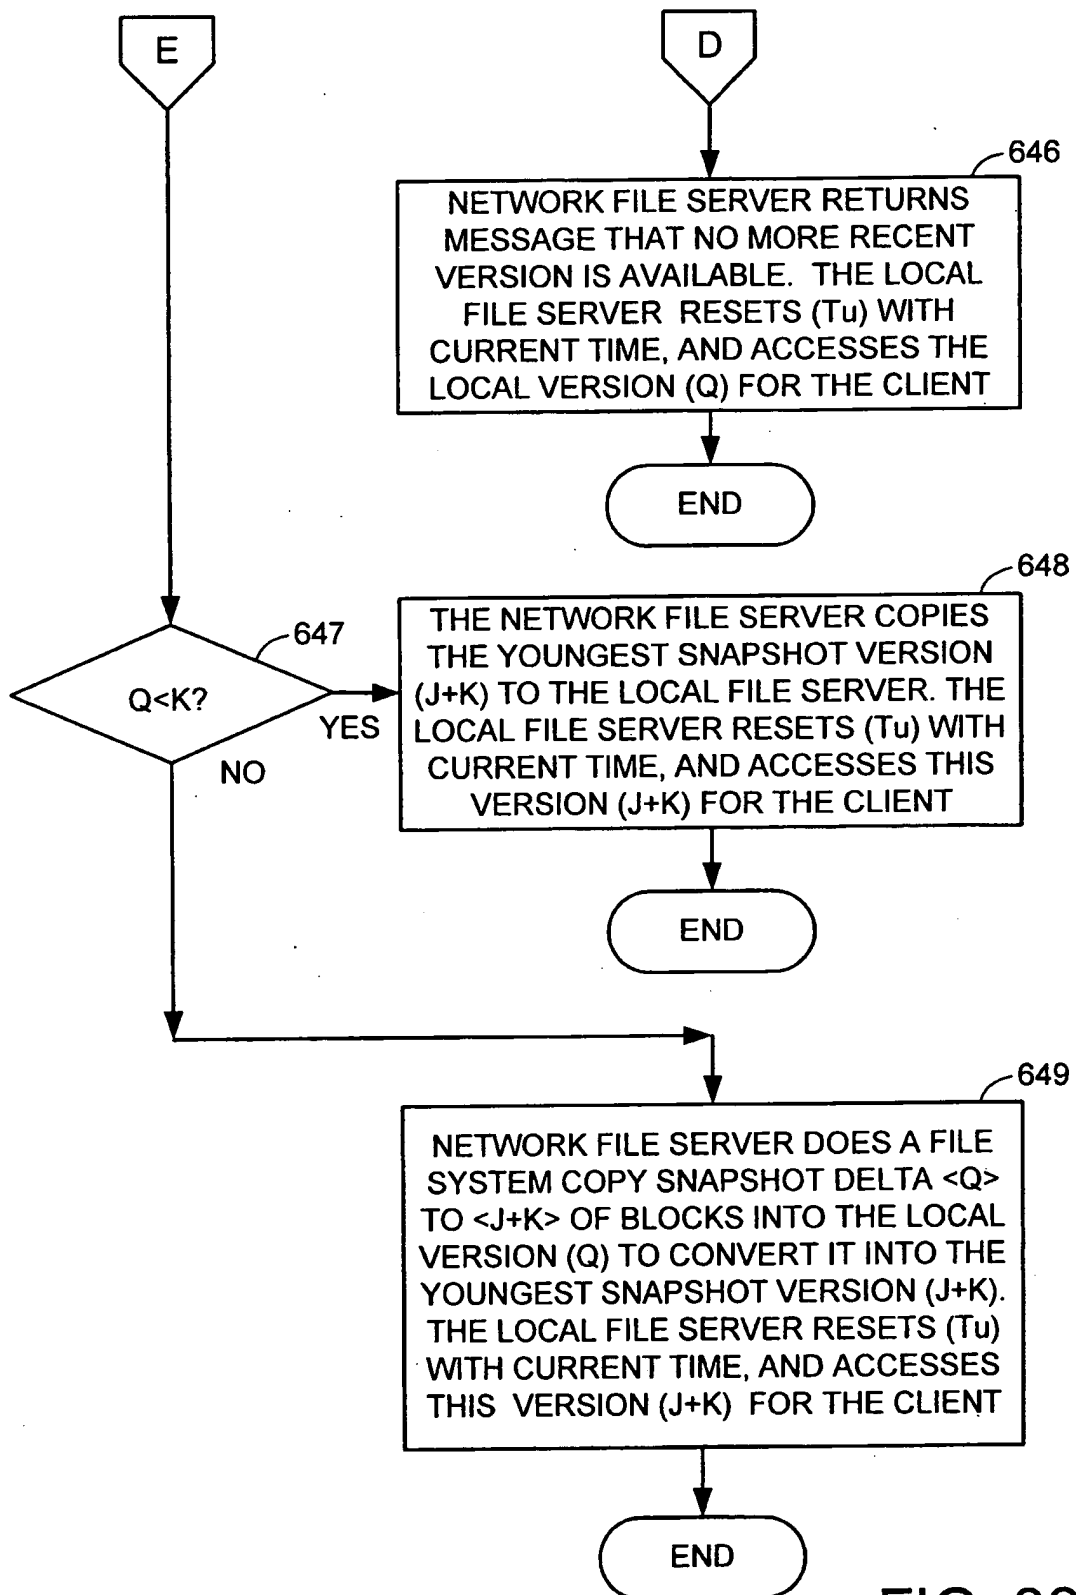 E
D
646
NETWORK FILE SERVER RETURNS
MESSAGE THAT NO MORE RECENT
VERSION IS AVAILABLE. THE LOCAL
FILE SERVER RESETS (Tu) WITH
CURRENT TIME, AND ACCESSES THE
LOCAL VERSION (Q) FOR THE CLIENT
END
647
Q<K?
YES
NO
648
THE NETWORK FILE SERVER COPIES
THE YOUNGEST SNAPSHOT VERSION
(J+K) TO THE LOCAL FILE SERVER. THE
LOCAL FILE SERVER RESETS (Tu) WITH
CURRENT TIME, AND ACCESSES THIS
VERSION (J+K) FOR THE CLIENT
END
649
NETWORK FILE SERVER DOES A FILE
SYSTEM COPY SNAPSHOT DELTA <Q>
TO <J+K> OF BLOCKS INTO THE LOCAL
VERSION (Q) TO CONVERT IT INTO THE
YOUNGEST SNAPSHOT VERSION (J+K).
THE LOCAL FILE SERVER RESETS (Tu)
WITH CURRENT TIME, AND ACCESSES
THIS VERSION (J+K) FOR THE CLIENT
END